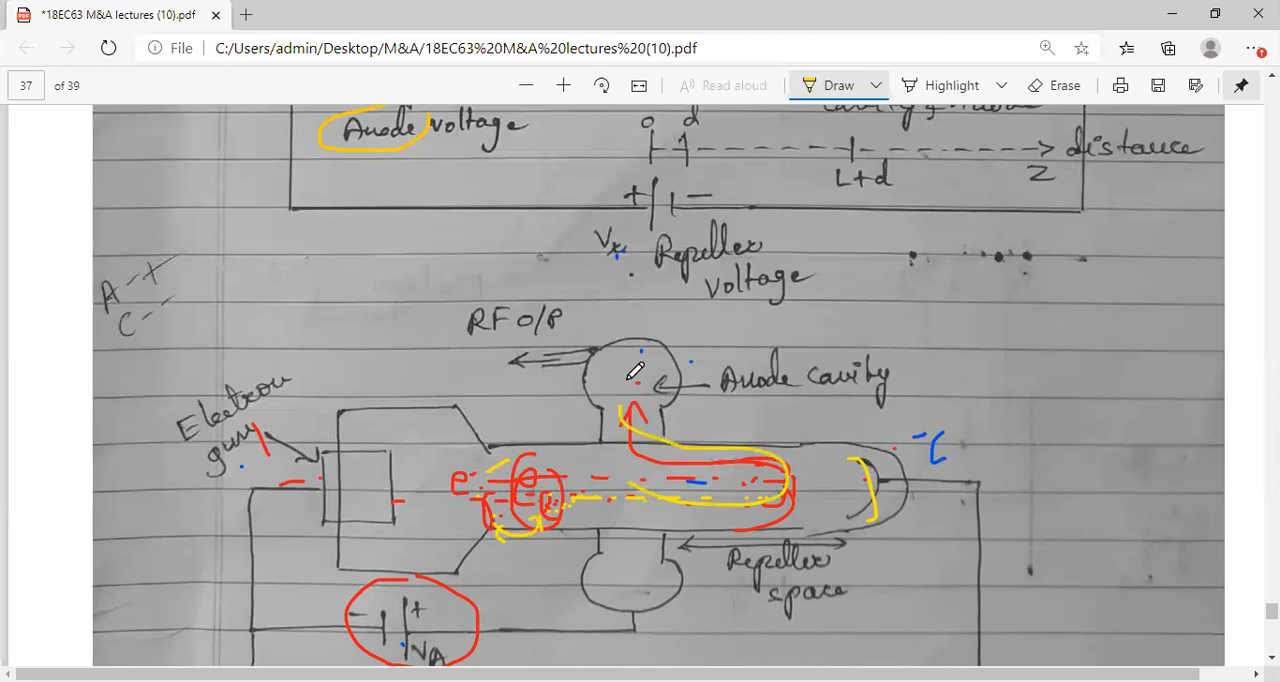 *18EC63 M&A lectures (10).pdf
File C:/Users/admin/Desktop/M&A/18EC63%20M&A%20lectures%20(10).pdf
37 of 39 Read aloud Draw Highlight Erase
Anode voltage
o d
distance
L+d Z
+ -
Vr Repeller
voltage
A - +
C -
RF O/P
Anode cavity
Electron
gun
e-
Repeller
space
- +
VA